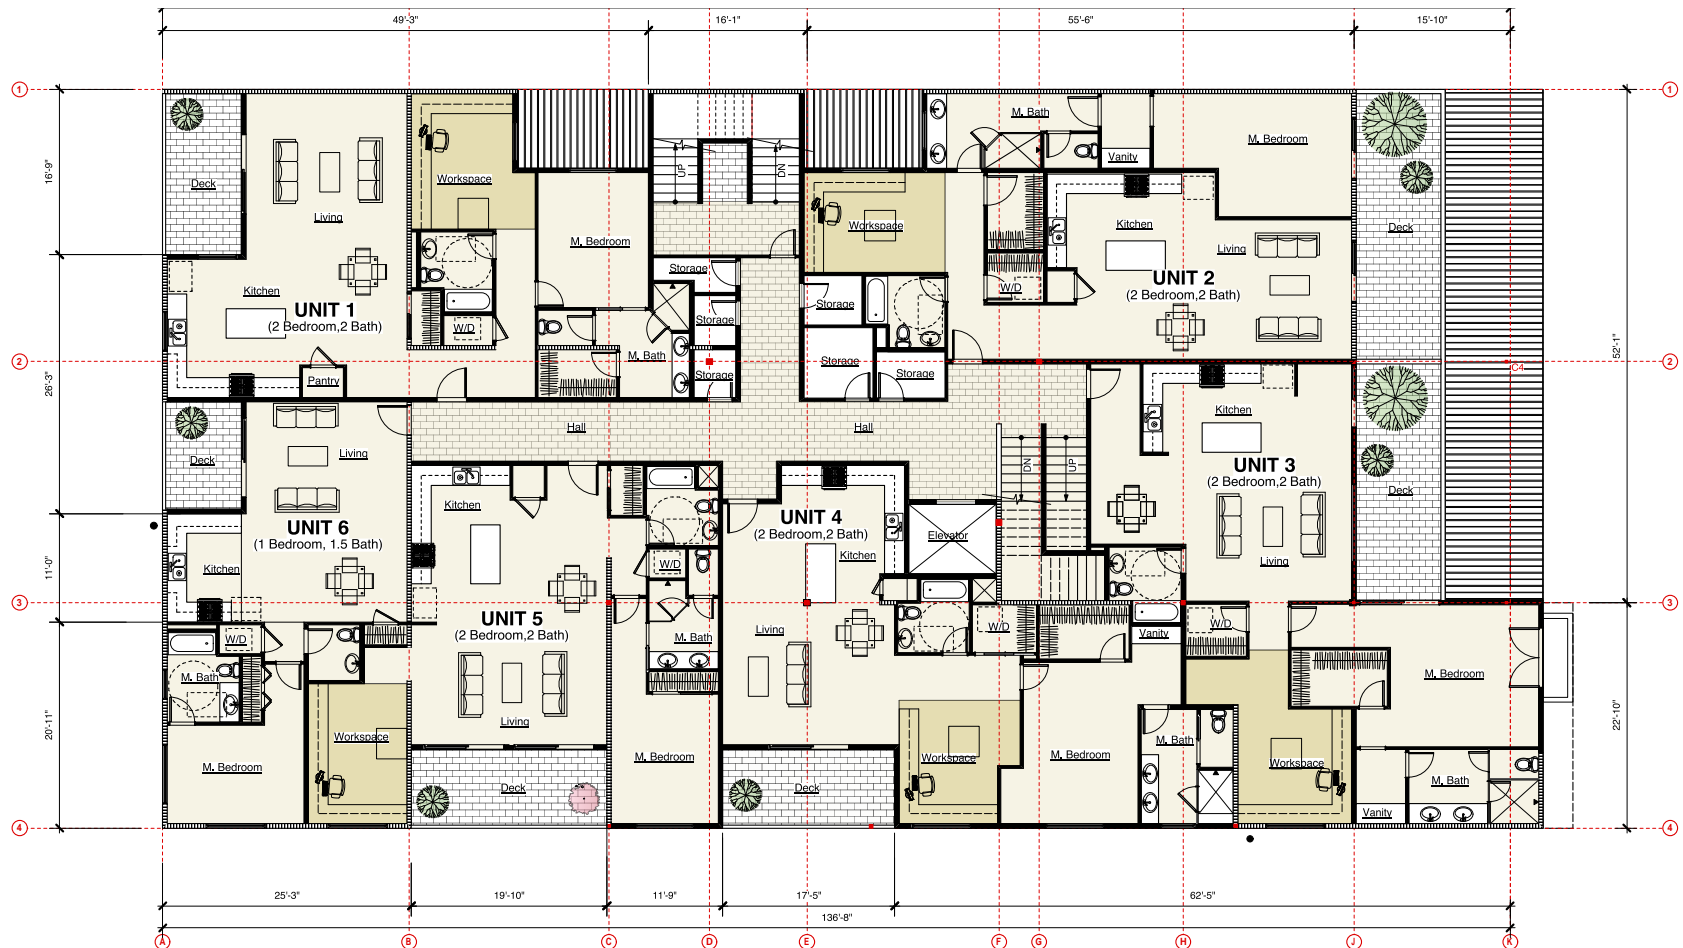 49'-3"
16'-1"
55'-6"
15'-10"
1
1
M. Bath
M. Bedroom
UP
DN
Vanity
Workspace
16'-9"
Deck
Living
Workspace
Kitchen
Deck
M. Bedroom
Living
Storage
UNIT 2
(2 Bedroom,2 Bath)
W/D
Kitchen
UNIT 1
(2 Bedroom,2 Bath)
Storage
Storage
W/D
52'-1"
2
M. Bath
Storage
Storage
Storage
2
C4
26'-3"
Pantry
Kitchen
Hall
Hall
Living
Deck
DN
UP
UNIT 3
(2 Bedroom,2 Bath)
Deck
Kitchen
UNIT 6
(1 Bedroom, 1.5 Bath)
UNIT 4
(2 Bedroom,2 Bath)
Elevator
Kitchen
Living
11'-0"
Kitchen
W/D
3
3
UNIT 5
(2 Bedroom,2 Bath)
W/D
M. Bath
Living
W/D
Vanity
W/D
M. Bath
M. Bedroom
20'-11"
Living
22'-10"
Workspace
M. Bath
M. Bedroom
M. Bedroom
M. Bedroom
Workspace
Workspace
Deck
Deck
M. Bath
Vanity
4
4
25'-3"
19'-10"
11'-9"
17'-5"
62'-5"
136'-8"
A
B
C
D
E
F
G
H
J
K